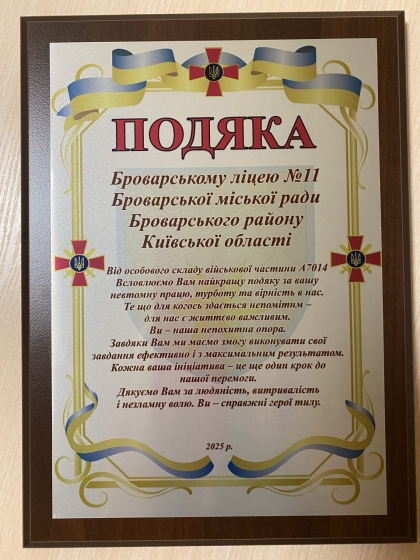 ПОДЯКА
Броварському ліцею №11
Броварської міської ради
Броварського району
Київської області
Від особового складу військової частини А7014
Всловлюємо Вам найкращу подяку за вашу
невтомну працю, турботу та вірність в нас.
Те що для когось здається непомітим –
для нас є життєво важливим.
Ви – наша непохитна опора.
Завдяки Вам ми маємо змогу виконувати свої
завдання ефективно і з максимальним результатом.
Кожна ваша ініціатива – це ще один крок до
нашої перемоги.
Дякуємо Вам за людяність, витривалість
і незламну волю. Ви – справжні герої тилу.
2025 р.